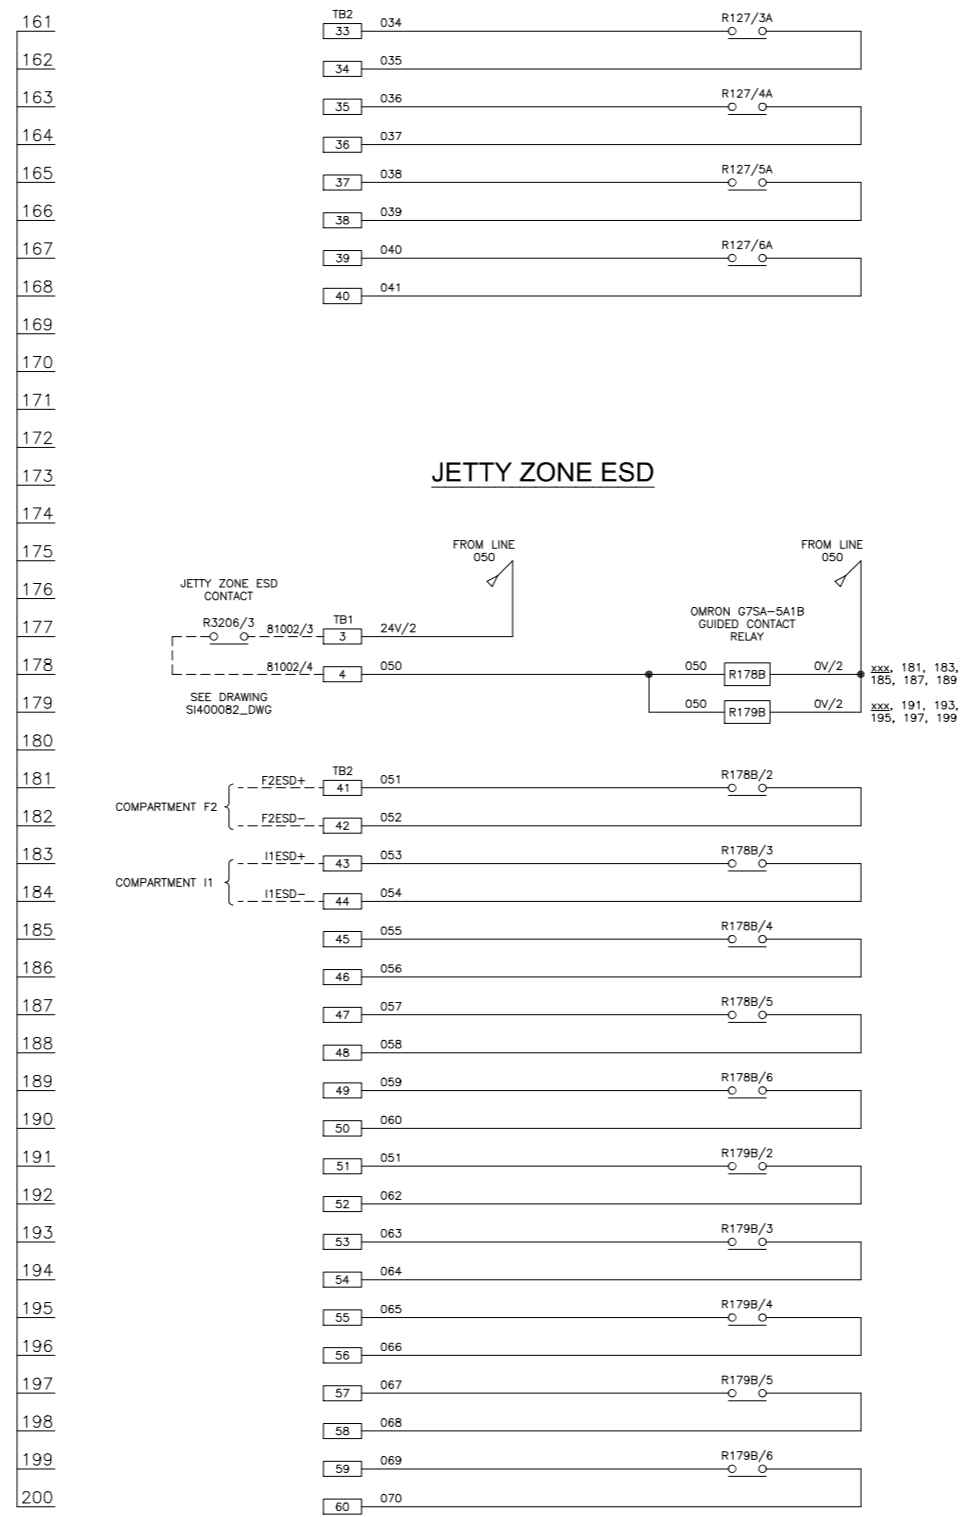 161 TB2 33 034 R127/3A
162 34 035
163 35 036 R127/4A
164 36 037
165 37 038 R127/5A
166 38 039
167 39 040 R127/6A
168 40 041
169
170
171
172
173 JETTY ZONE ESD
174
175 FROM LINE 050 FROM LINE 050
176 JETTY ZONE ESD CONTACT
OMRON G7SA-5A1B GUIDED CONTACT RELAY
177 R3206/3 81002/3 TB1 3 24V/2
178 81002/4 4 050 050 R178B 0V/2 xxx, 181, 183,
185, 187, 189
SEE DRAWING
SI400082_DWG
179 050 R179B 0V/2 xxx, 191, 193,
195, 197, 199
180
181 F2ESD+ TB2 41 051 R178B/2
COMPARTMENT F2
182 F2ESD- 42 052
183 I1ESD+ 43 053 R178B/3
COMPARTMENT I1
184 I1ESD- 44 054
185 45 055 R178B/4
186 46 056
187 47 057 R178B/5
188 48 058
189 49 059 R178B/6
190 50 060
191 51 051 R179B/2
192 52 062
193 53 063 R179B/3
194 54 064
195 55 065 R179B/4
196 56 066
197 57 067 R179B/5
198 58 068
199 59 069 R179B/6
200 60 070